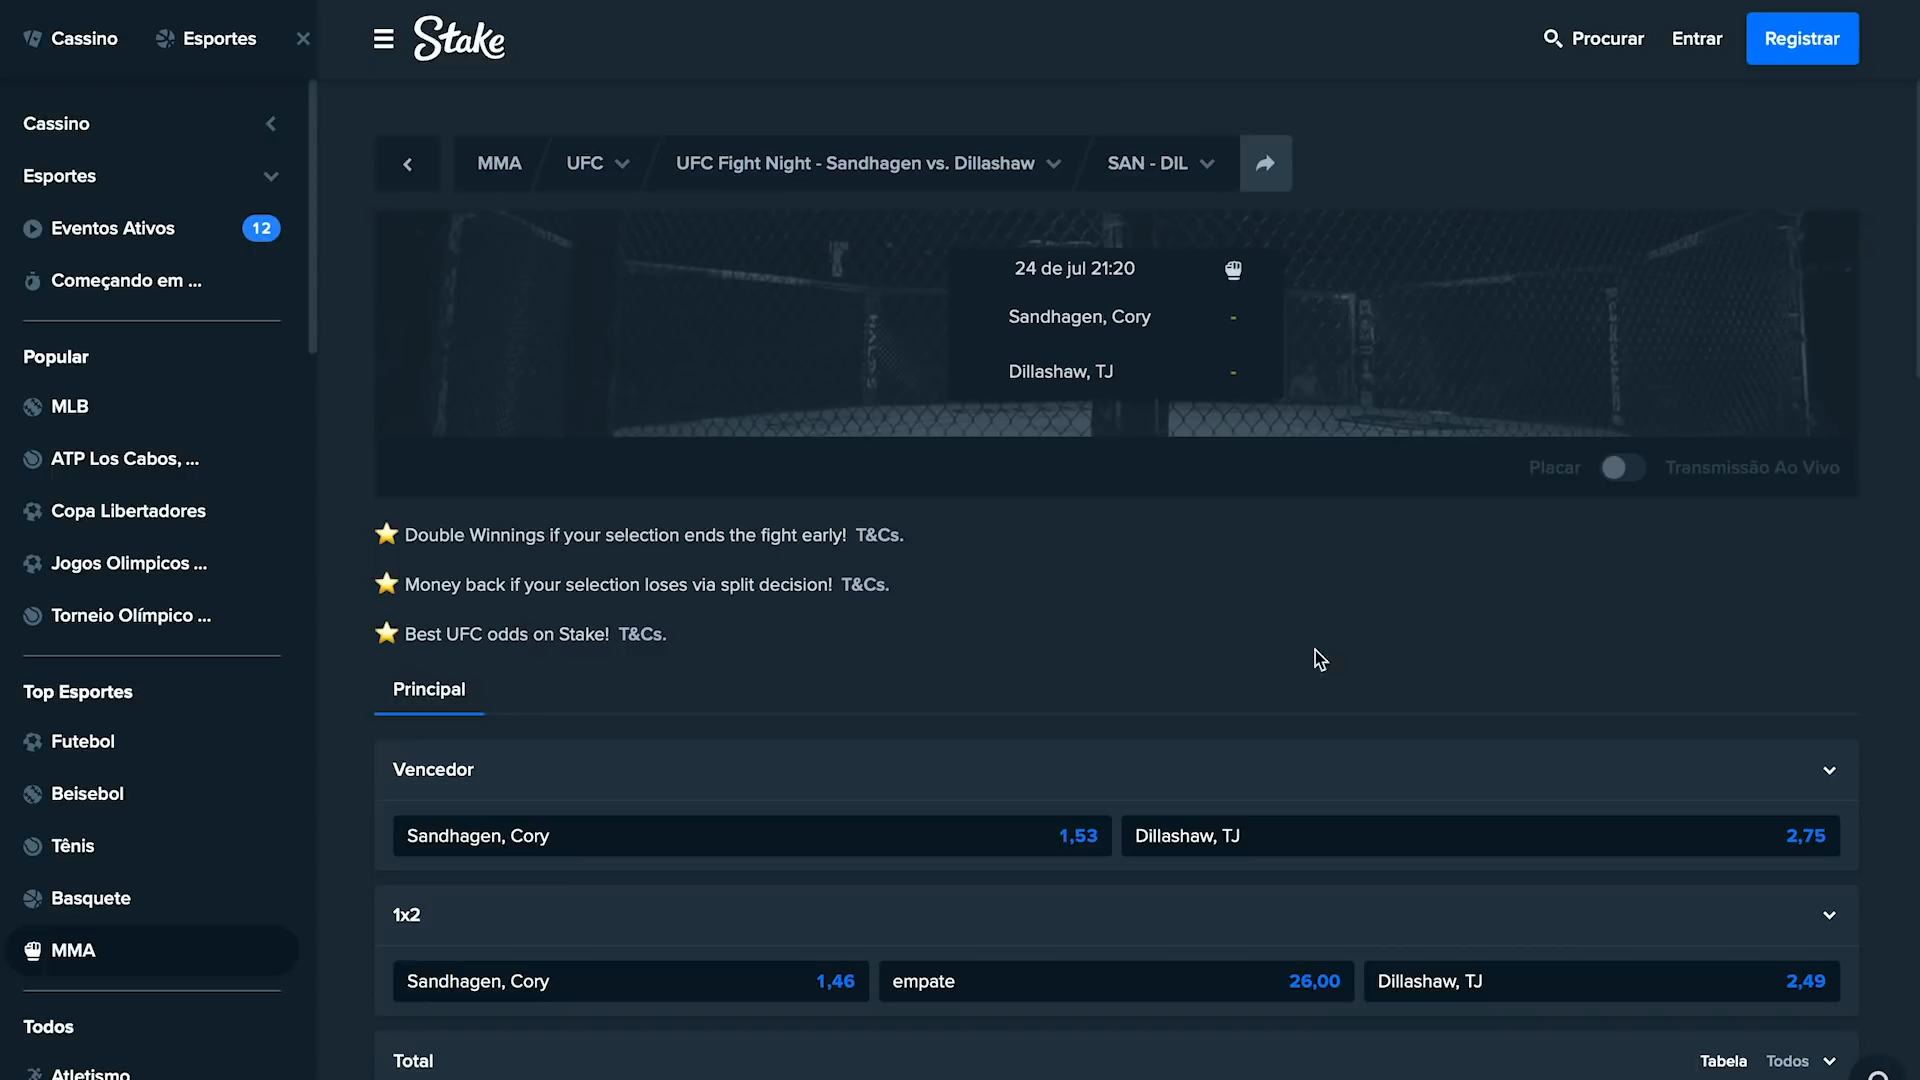 Cassino
Esportes
Stake
Procurar
Entrar
Registrar
Cassino
Esportes
Eventos Ativos
12
Começando em ...
Popular
MLB
ATP Los Cabos, ...
Copa Libertadores
Jogos Olimpicos ...
Torneio Olímpico ...
Top Esportes
Futebol
Beisebol
Tênis
Basquete
MMA
Todos
Atletismo
MMA
UFC
UFC Fight Night - Sandhagen vs. Dillashaw
SAN - DIL
24 de jul 21:20
Sandhagen, Cory
-
Dillashaw, TJ
-
Placar
Transmissão Ao Vivo
Double Winnings if your selection ends the fight early! T&Cs.
Money back if your selection loses via split decision! T&Cs.
Best UFC odds on Stake! T&Cs.
Principal
Vencedor
Sandhagen, Cory 1,53
Dillashaw, TJ 2,75
1x2
Sandhagen, Cory 1,46
empate 26,00
Dillashaw, TJ 2,49
Total
Tabela
Todos